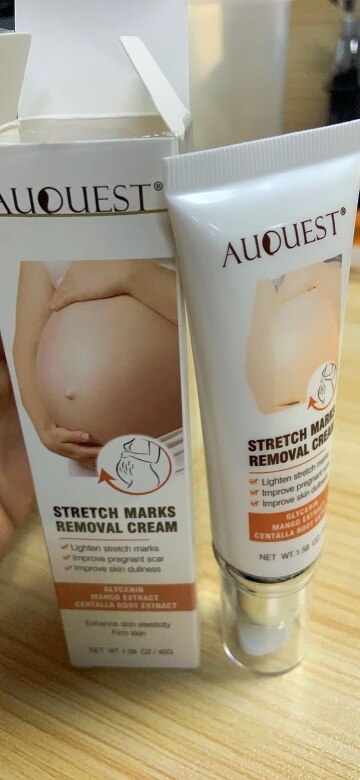 AUQUEST®
STRETCH MARKS
REMOVAL CREAM
Lighten stretch marks
Improve pregnant scar
Improve skin dullness
GLYCERIN
MANGO EXTRACT
CENTALLA ROOT EXTRACT
Enhance skin elasticity
Firm skin
NET WT 1.58 OZ / 45G
AUQUEST®
STRETCH MARKS
REMOVAL CREAM
Lighten stretch marks
Improve pregnant
Improve skin dullness
GLYCERIN
MANGO EXTRACT
CENTALLA ROOT
NET WT 1.58 OZ